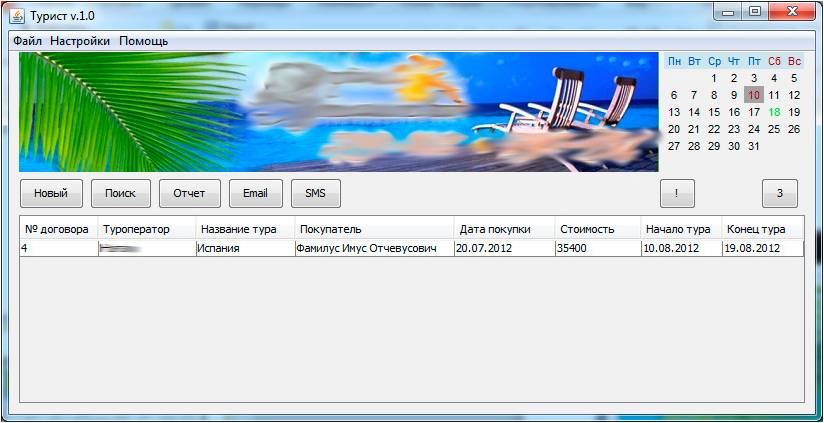 Турист v.1.0
Файл Настройки Помощь
Пн Вт Ср Чт Пт Сб Вс
1 2 3 4 5
6 7 8 9 10 11 12
13 14 15 16 17 18 19
20 21 22 23 24 25 26
27 28 29 30 31
Новый Поиск Отчет Email SMS ! 3
№ договора Туроператор Название тура Покупатель Дата покупки Стоимость Начало тура Конец тура
4 Испания Фамилус Имус Отчевусович 20.07.2012 35400 10.08.2012 19.08.2012